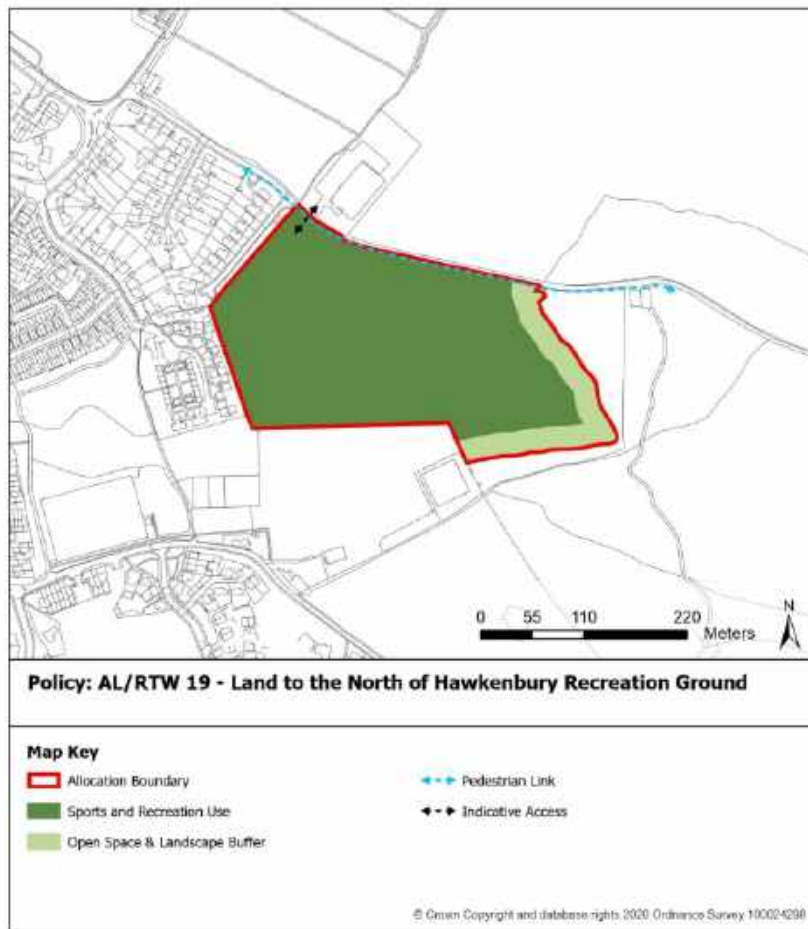 N
0 55 110 220
Meters
Policy: AL/RTW 19 - Land to the North of Hawkenbury Recreation Ground
Map Key
Allocation Boundary
Sports and Recreation Use
Open Space & Landscape Buffer
Pedestrian Link
Indicative Access
© Crown Copyright and database rights 2020 Ordnance Survey 100024298